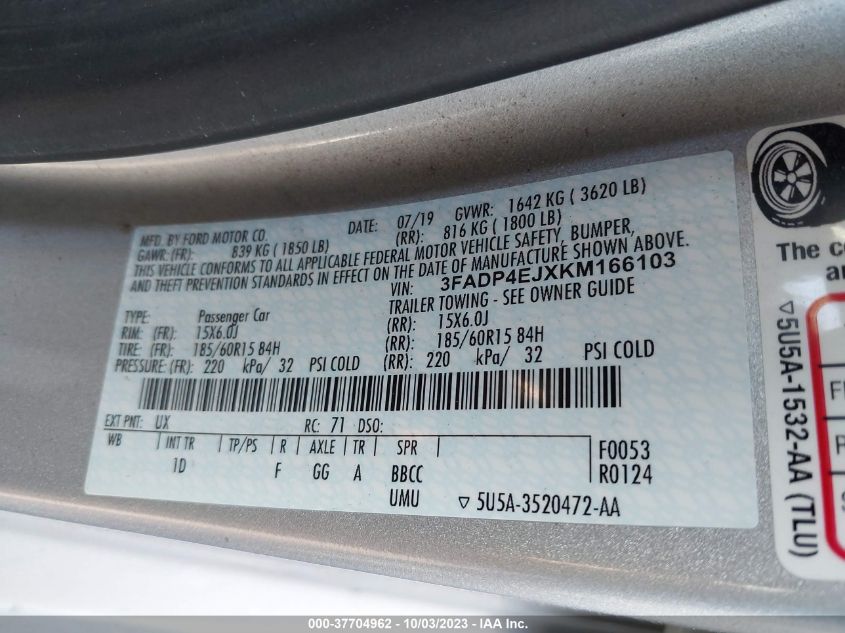 MFD. BY FORD MOTOR CO.
DATE: 07/19 GVWR: 1642 KG ( 3620 LB)
GAWR: (FR): 839 KG ( 1850 LB) (RR): 816 KG ( 1800 LB)
THIS VEHICLE CONFORMS TO ALL APPLICABLE FEDERAL MOTOR VEHICLE SAFETY, BUMPER,
AND THEFT PREVENTION STANDARDS IN EFFECT ON THE DATE OF MANUFACTURE SHOWN ABOVE.
VIN: 3FADP4EJXKM166103
TRAILER TOWING - SEE OWNER GUIDE
TYPE: Passenger Car
RIM: (FR): 15X6.0J (RR): 15X6.0J
TIRE: (FR): 185/60R15 84H (RR): 185/60R15 84H
PRESSURE: (FR): 220 kPa/ 32 PSI COLD (RR): 220 kPa/ 32 PSI COLD
EXT PNT: UX RC: 71 DSO:
WB INT TR TP/PS R AXLE TR SPR F0053
1D F GG A BBCC R0124
UMU ▽ 5U5A-3520472-AA
The
▽5U5A-1532-AA (TLU)
000-37704962 - 10/03/2023 - IAA Inc.